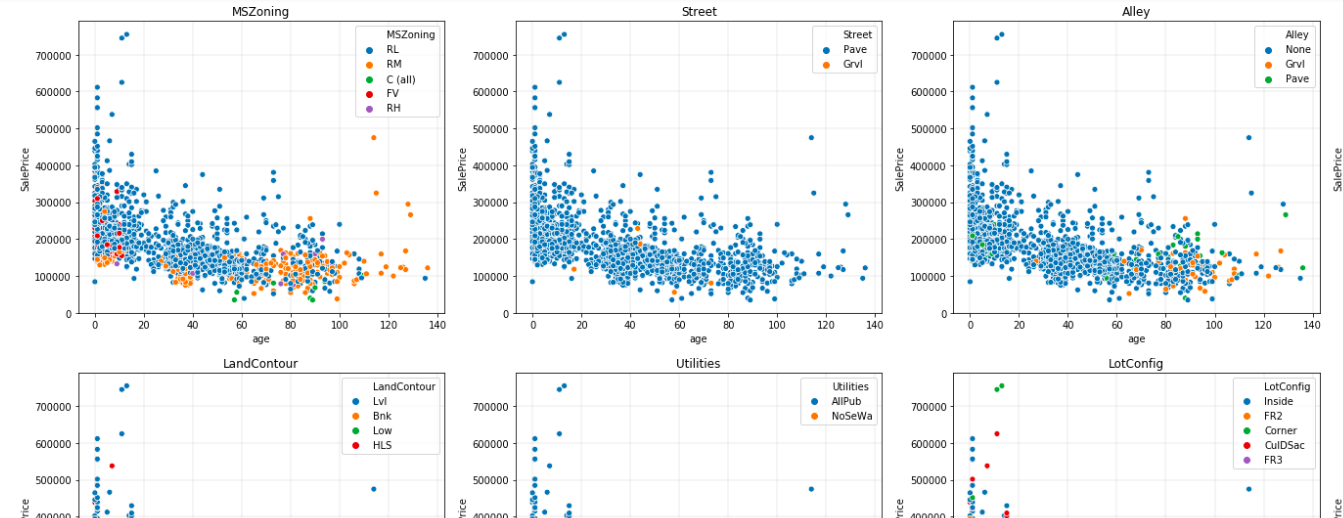 MSZoning
700000
600000
500000
400000
300000
200000
100000
0
SalePrice
0 20 40 60 80 100 120 140
age
MSZoning
RL
RM
C (all)
FV
RH
Street
700000
600000
500000
400000
300000
200000
100000
0
SalePrice
0 20 40 60 80 100 120 140
age
Street
Pave
Grvl
Alley
700000
600000
500000
400000
300000
200000
100000
0
SalePrice
0 20 40 60 80 100 120 140
age
Alley
None
Grvl
Pave
SalePrice
LandContour
700000
600000
500000
400000
LandContour
Lvl
Bnk
Low
HLS
Utilities
700000
600000
500000
400000
Utilities
AllPub
NoSeWa
LotConfig
700000
600000
500000
400000
LotConfig
Inside
FR2
Corner
CulDSac
FR3